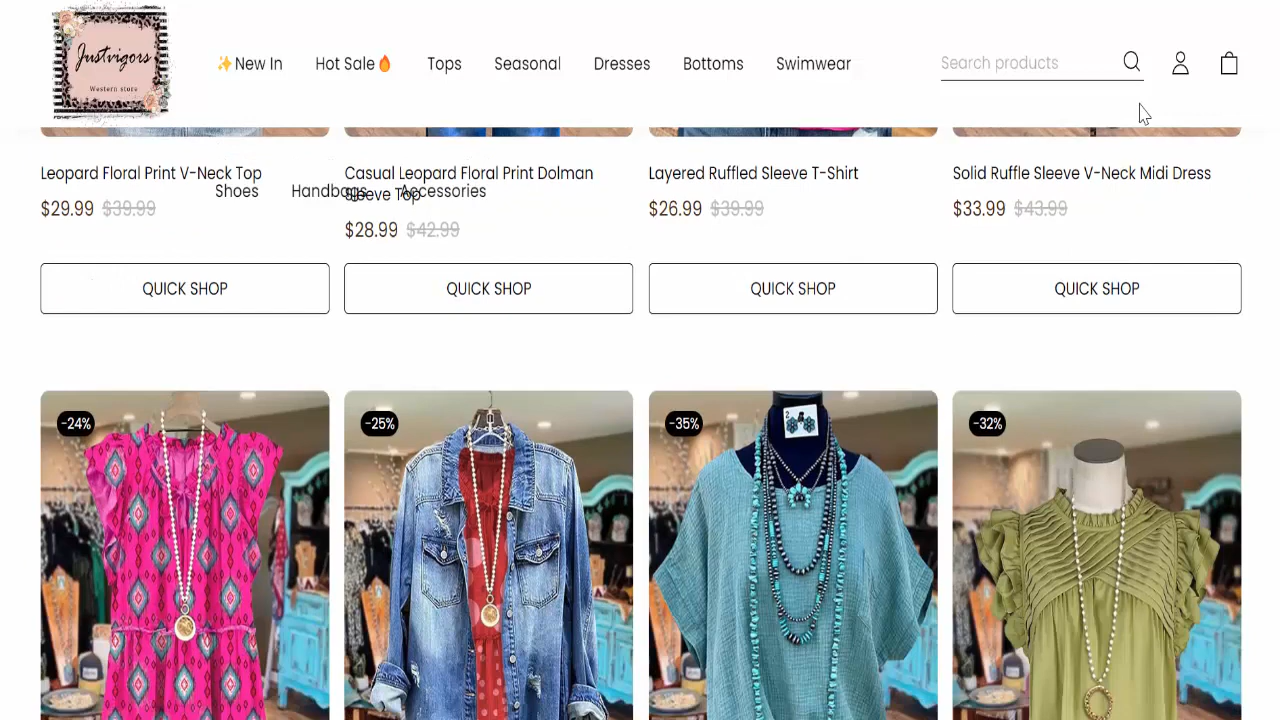 Justvigors
Western store
✨New In
Hot Sale🔥
Tops
Seasonal
Dresses
Bottoms
Swimwear
Search products
Shoes
Handbags
Accessories
Leopard Floral Print V-Neck Top
$29.99 $39.99
Casual Leopard Floral Print Dolman
Sleeve Top
$28.99 $42.99
Layered Ruffled Sleeve T-Shirt
$26.99 $39.99
Solid Ruffle Sleeve V-Neck Midi Dress
$33.99 $43.99
QUICK SHOP
QUICK SHOP
QUICK SHOP
QUICK SHOP
-24%
-25%
-35%
-32%
2